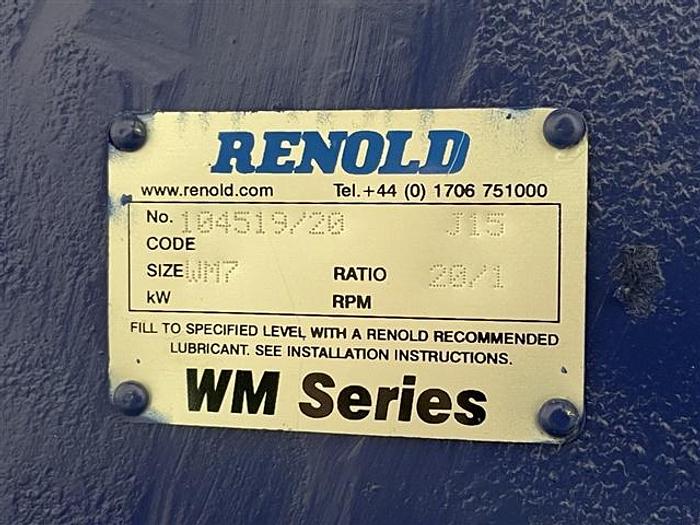 RENOLD
www.renold.com Tel.+44 (0) 1706 751000
No. 104519/20 J15
CODE
SIZE WM7 RATIO 20/1
kW RPM
FILL TO SPECIFIED LEVEL WITH A RENOLD RECOMMENDED
LUBRICANT. SEE INSTALLATION INSTRUCTIONS.
WM Series